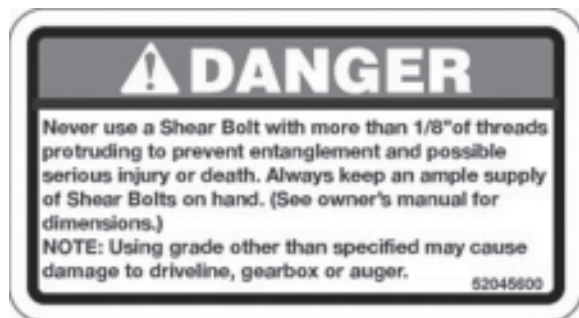 DANGER
Never use a Shear Bolt with more than 1/8"of threads
protruding to prevent entanglement and possible
serious injury or death. Always keep an ample supply
of Shear Bolts on hand. (See owner's manual for
dimensions.)
NOTE: Using grade other than specified may cause
damage to driveline, gearbox or auger.
52045600